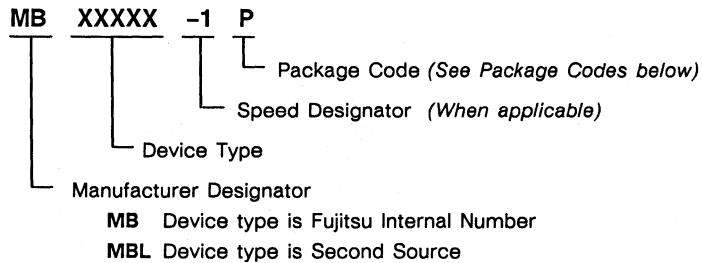 MB XXXXX -1 P
Package Code (See Package Codes below)
Speed Designator (When applicable)
Device Type
Manufacturer Designator
MB Device type is Fujitsu Internal Number
MBL Device type is Second Source